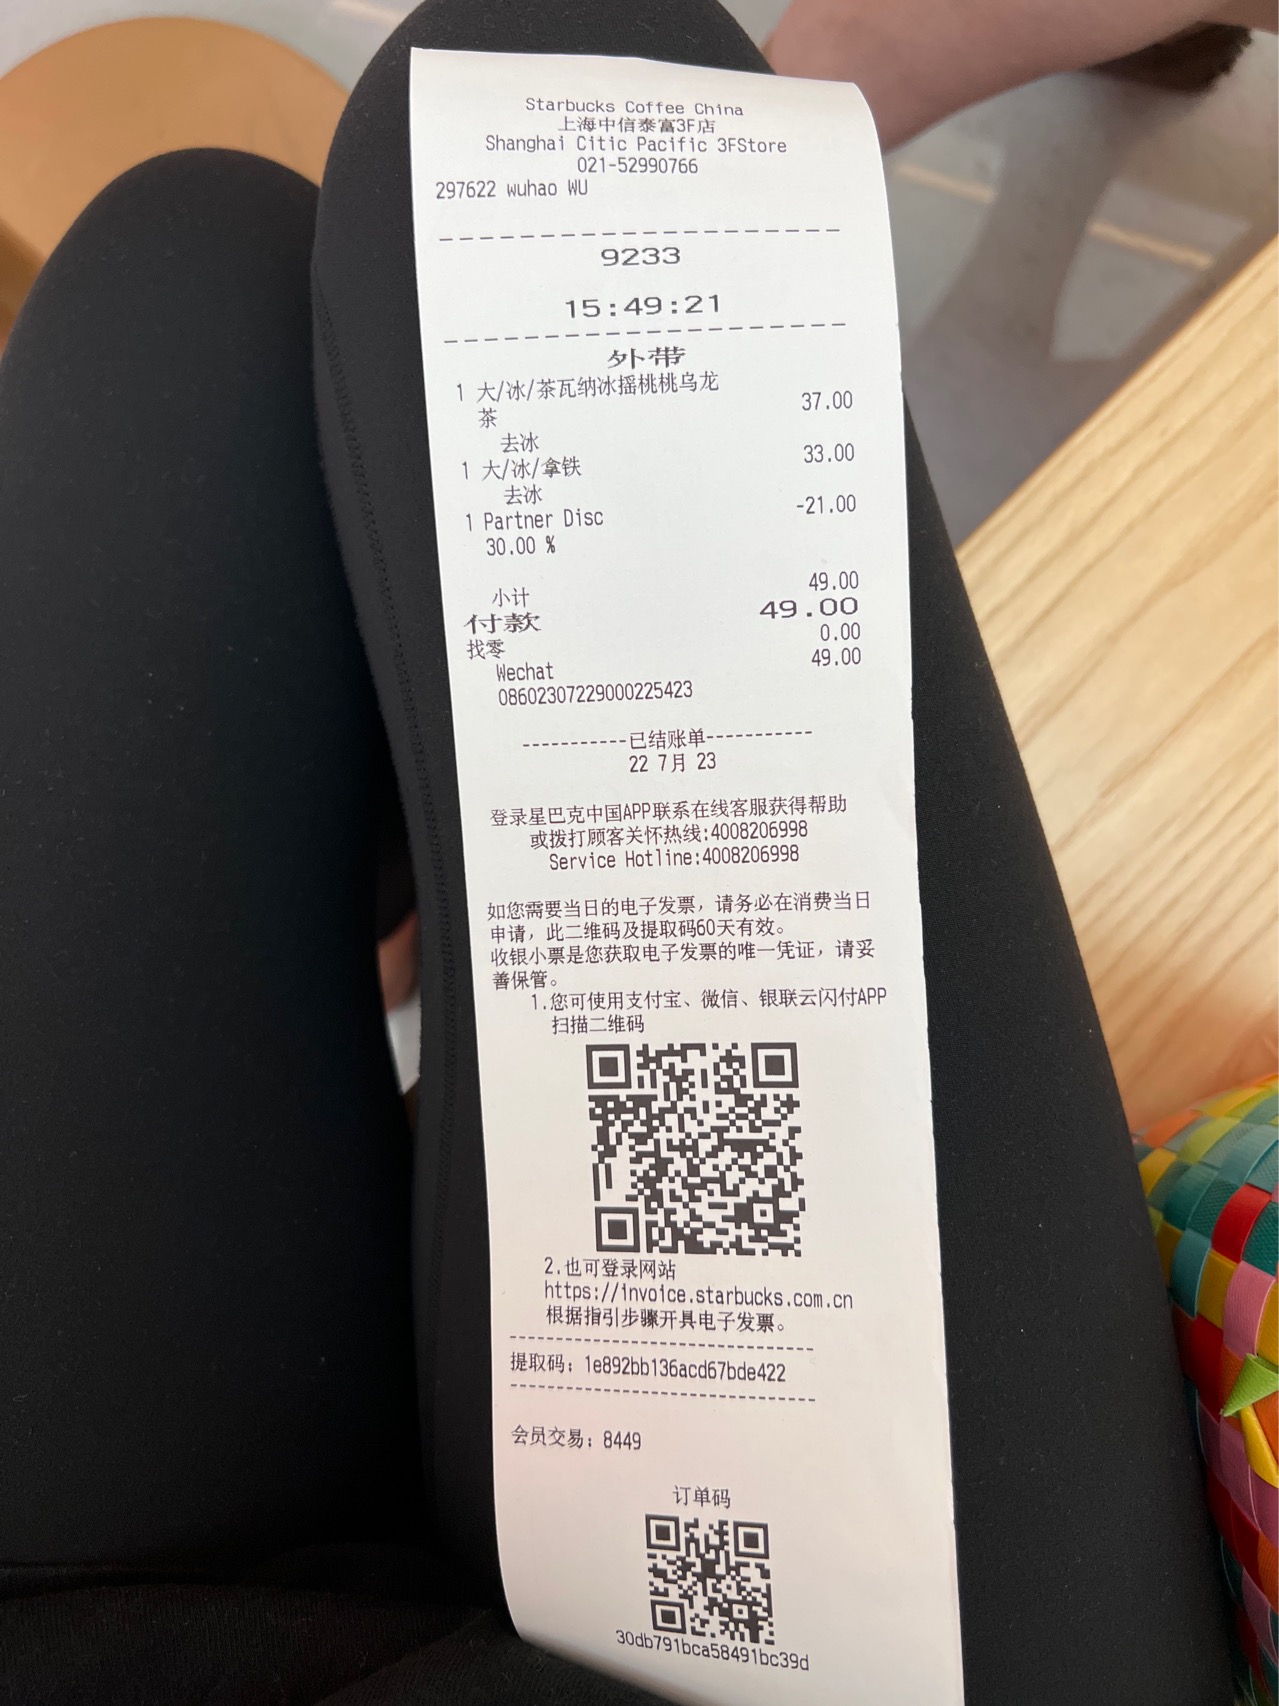 Starbucks Coffee China
上海中信泰富3F店
Shanghai Citic Pacific 3FStore
021-52990766
297622 wuhao WU
9233
15:49:21
外带
1 大/冰/茶瓦纳冰摇桃桃乌龙 37.00
茶
去冰
1 大/冰/拿铁 33.00
去冰
1 Partner Disc -21.00
30.00 %
小计 49.00
付款 49.00
找零 0.00
Wechat 49.00
08602307229000225423
-----------已结账单-----------
22 7月 23
登录星巴克中国APP联系在线客服获得帮助
或拨打顾客关怀热线:4008206998
Service Hotline:4008206998
如您需要当日的电子发票，请务必在消费当日
申请，此二维码及提取码60天有效。
收银小票是您获取电子发票的唯一凭证，请妥
善保管。
1.您可使用支付宝、微信、银联云闪付APP
扫描二维码
2.也可登录网站
https://invoice.starbucks.com.cn
根据指引步骤开具电子发票。
提取码：1e892bb136acd67bde422
会员交易：8449
订单码
30db791bca58491bc39d